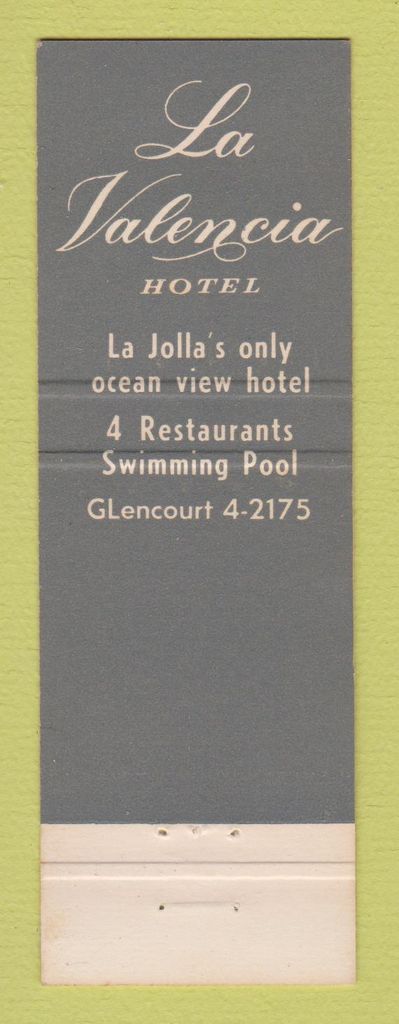 La
Valencia
HOTEL
La Jolla's only
ocean view hotel
4 Restaurants
Swimming Pool
GLencourt 4-2175